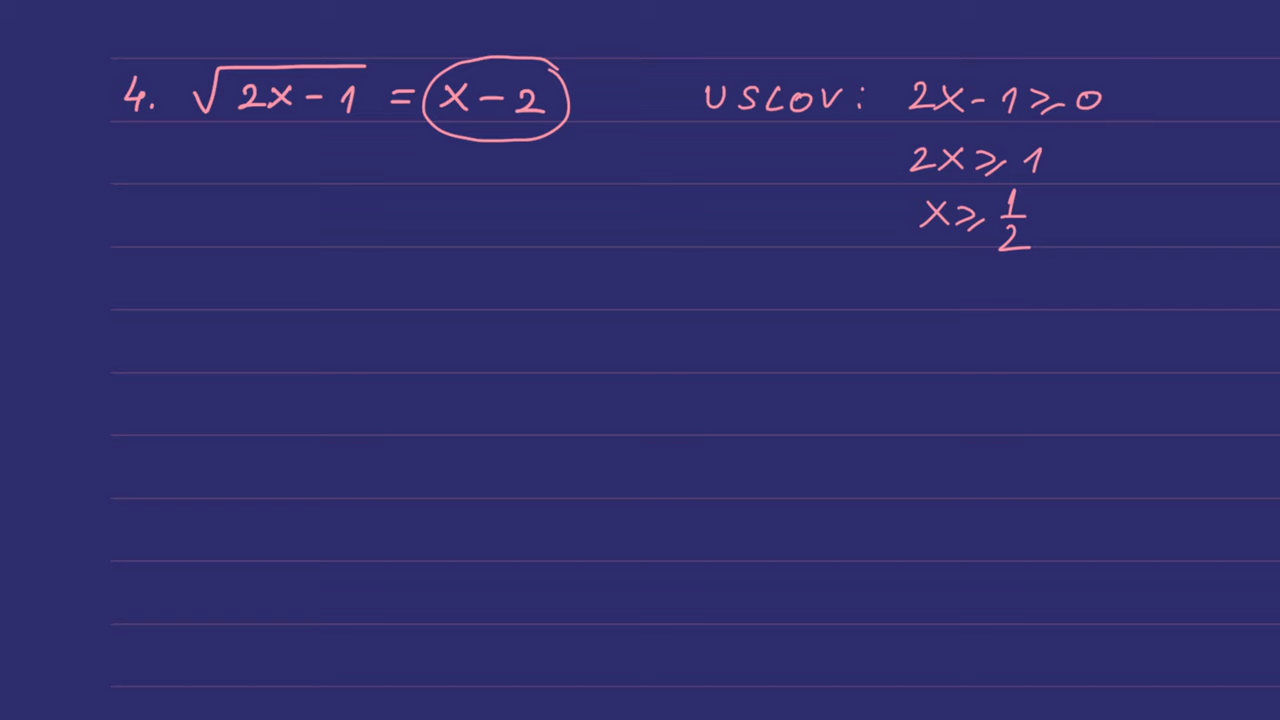 4. √(2X-1) = X-2
USLOV: 2X-1⩾0
2X⩾1
X⩾1/2